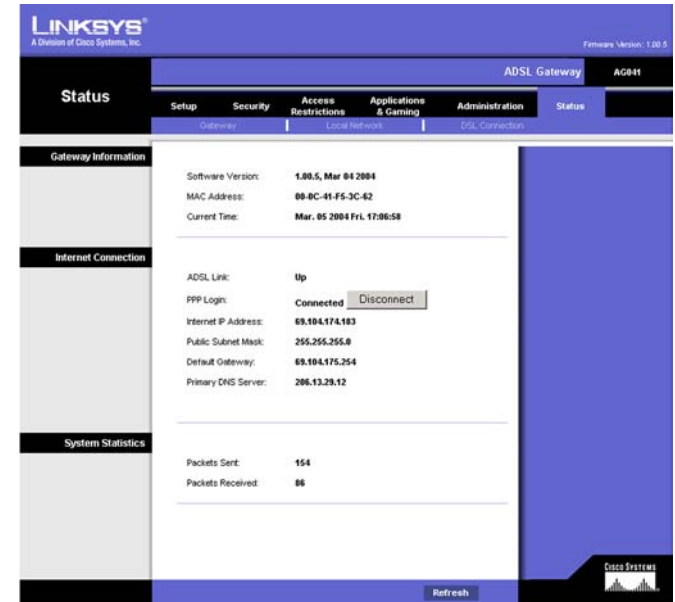 LINKSYS®
A Division of Cisco Systems, Inc.
Firmware Version: 1.00.5
ADSL Gateway AG041
Status
Setup Security Access Restrictions Applications & Gaming Administration Status
Gateway Local Network DSL Connection
Gateway Information
Software Version: 1.00.5, Mar 04 2004
MAC Address: 00-0C-41-F5-3C-62
Current Time: Mar. 05 2004 Fri. 17:06:58
Internet Connection
ADSL Link: Up
PPP Login: Connected Disconnect
Internet IP Address: 69.104.174.183
Public Subnet Mask: 255.255.255.0
Default Gateway: 69.104.175.254
Primary DNS Server: 206.13.29.12
System Statistics
Packets Sent: 154
Packets Received: 86
CISCO SYSTEMS
Refresh